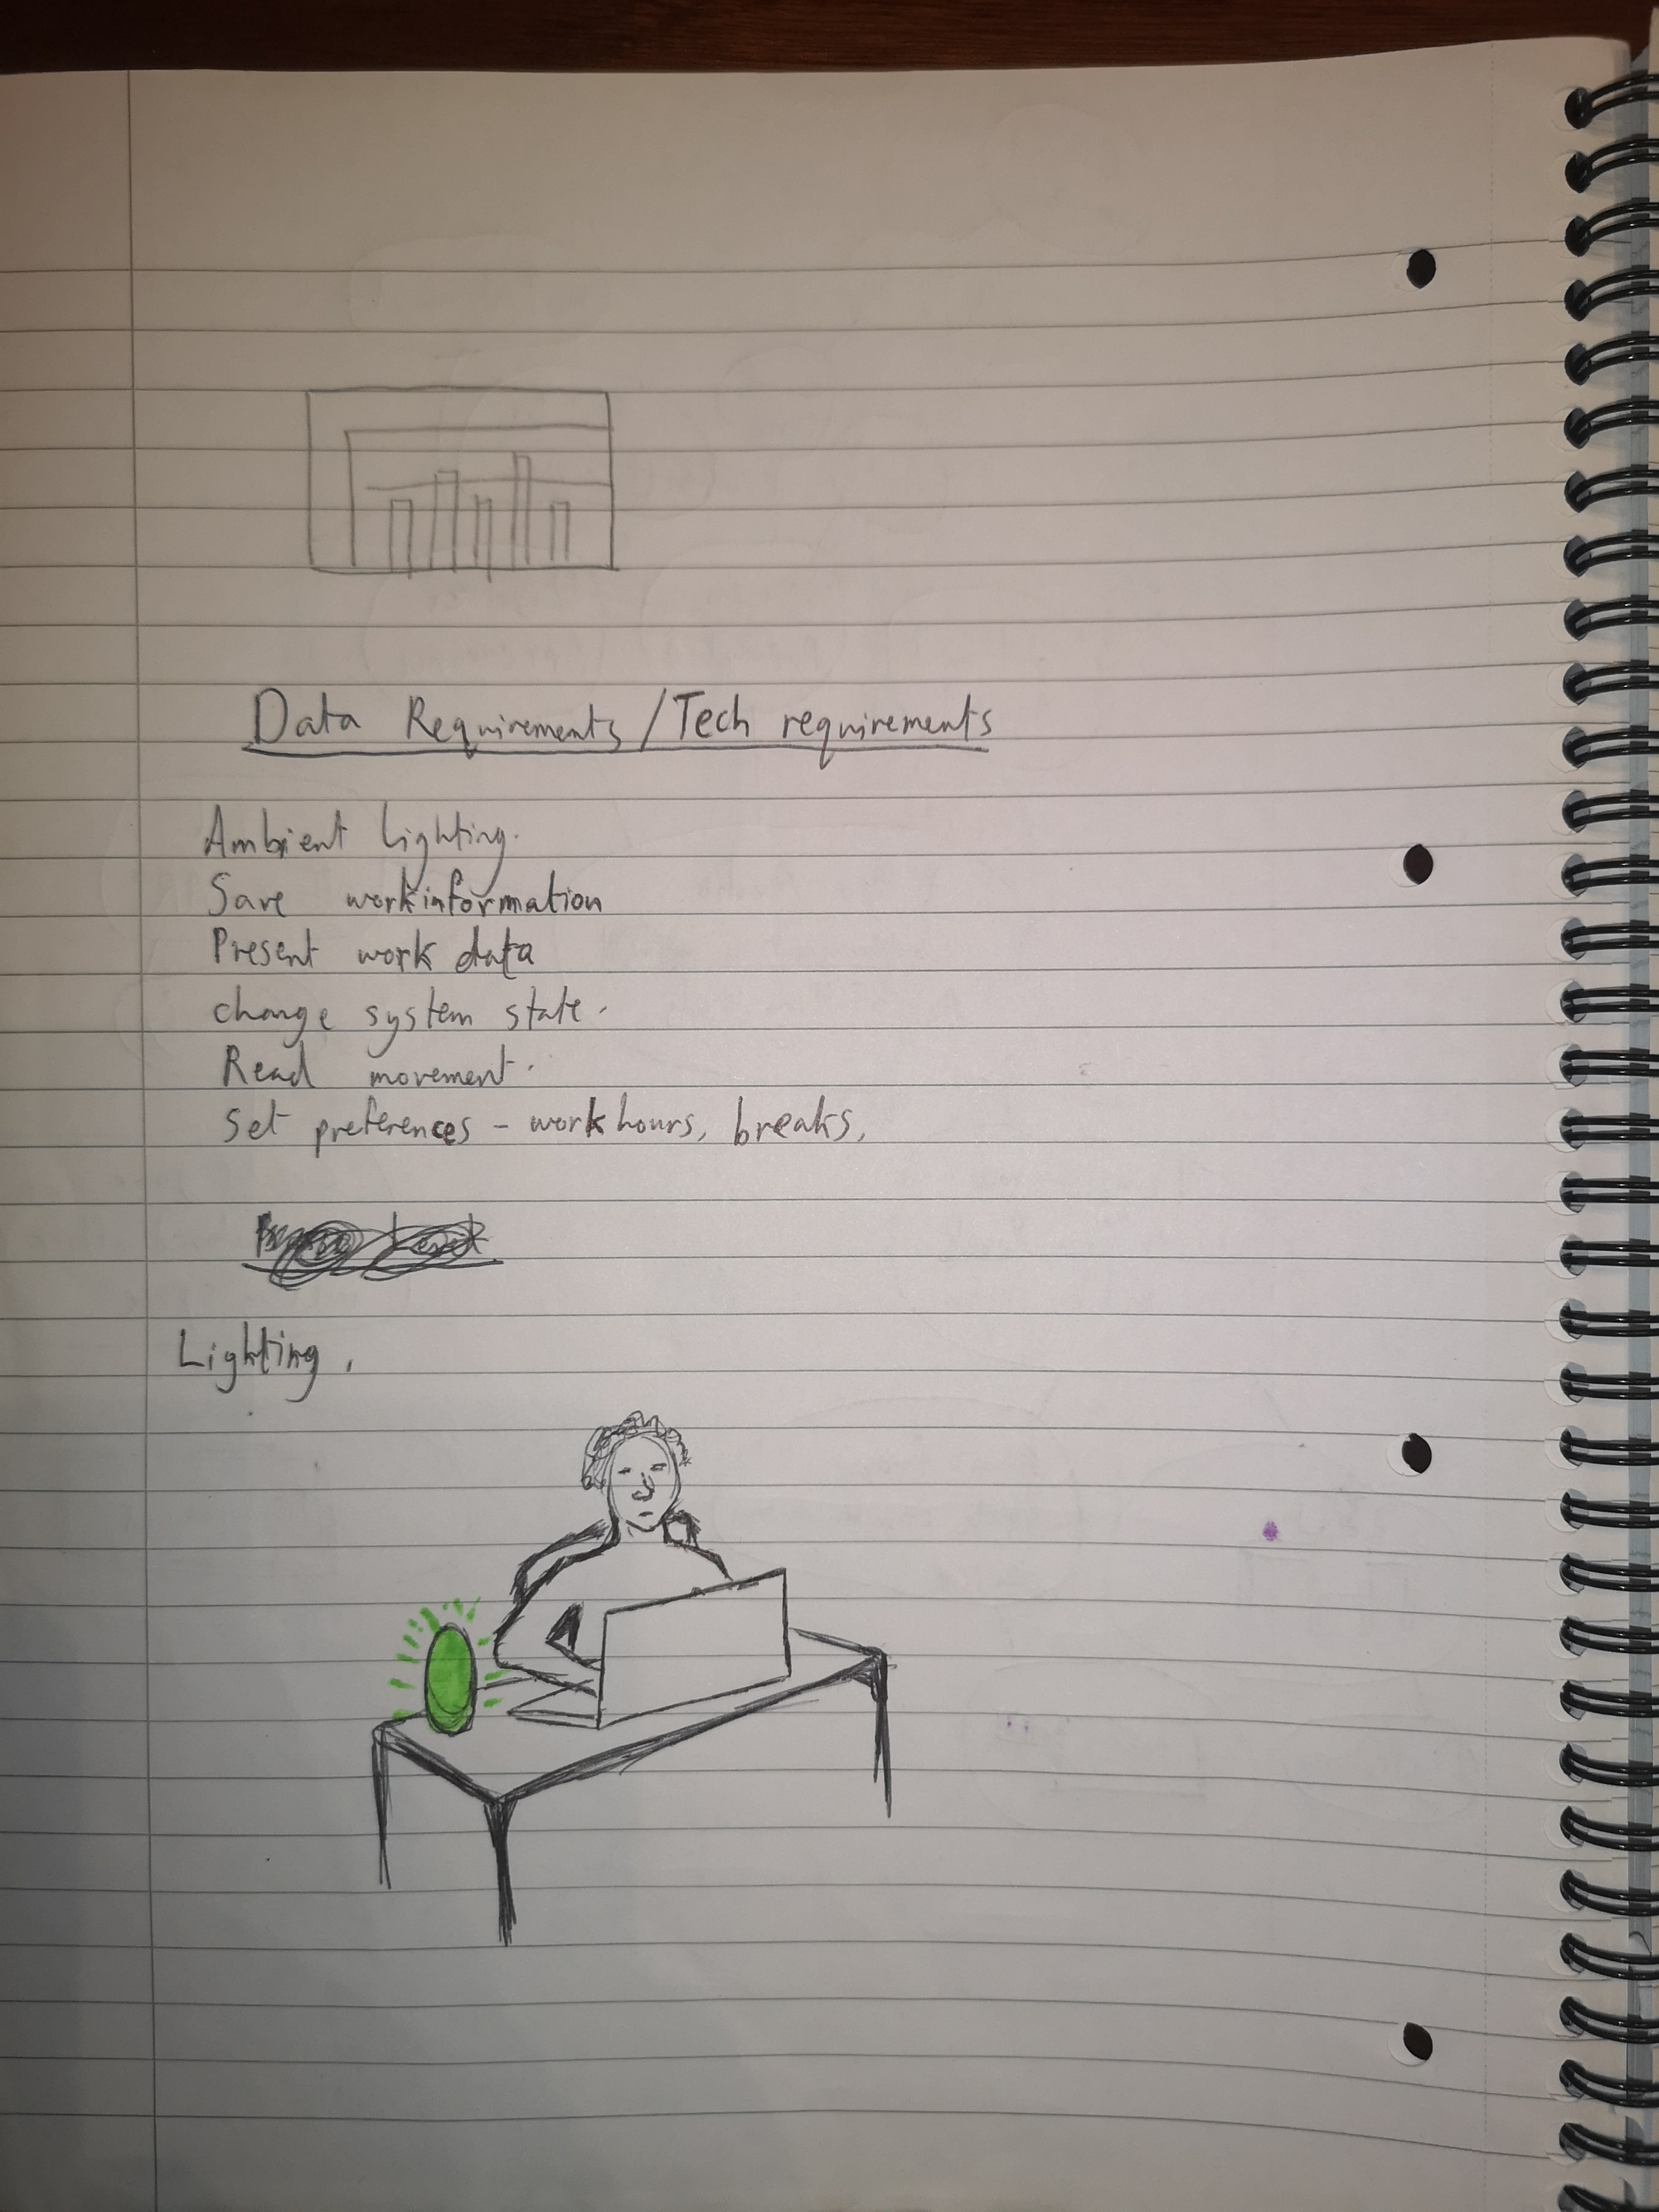 Data Requirements / Tech requirements
Ambient Lighting.
Save workinformation
Present work data
change system state.
Read movement.
Set preferences - work hours, breaks,
Lighting,